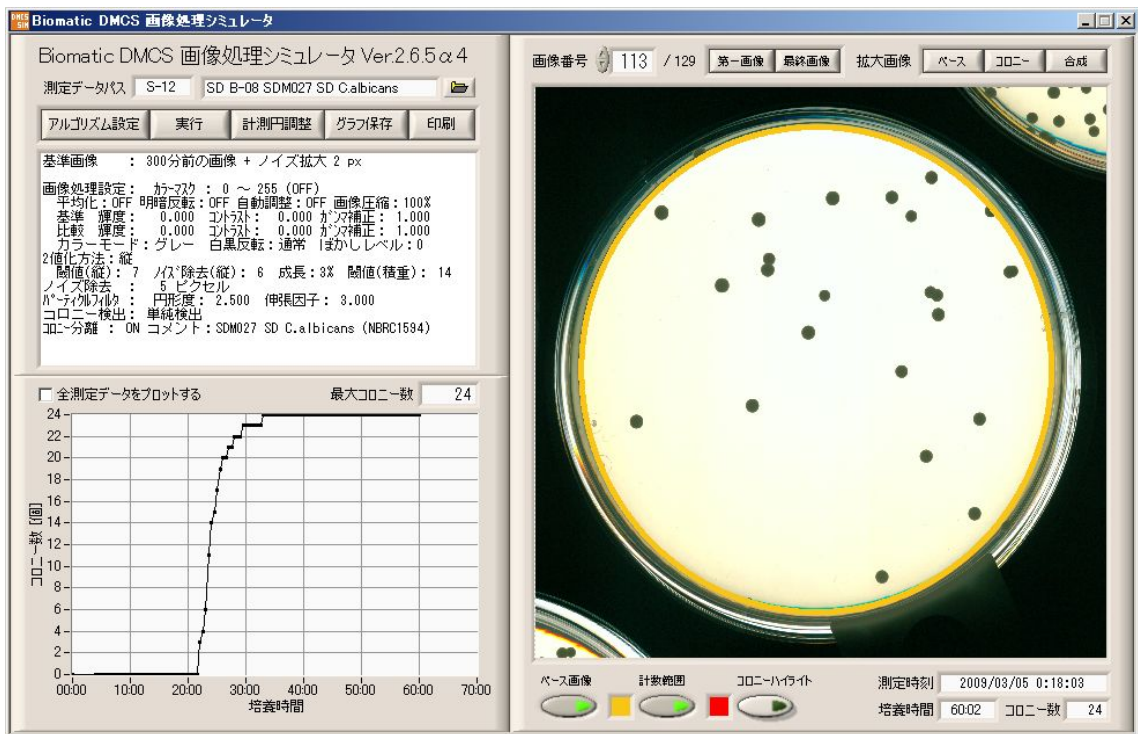 Biomatic DMCS 画像処理シミュレータ
Biomatic DMCS 画像処理シミュレータ Ver.2.6.5α4
測定データパス S-12 SD B-08 SDM027 SD C.albicans
アルゴリズム設定 実行 計測円調整 グラフ保存 印刷
基準画像 : 300分前の画像 + ノイズ拡大 2 px
画像処理設定: カラーマスク : 0 ~ 255 (OFF)
平均化:OFF 明暗反転:OFF 自動調整:OFF 画像圧縮:100%
基準 輝度: 0.000 コントラスト: 0.000 ガンマ補正: 1.000
比較 輝度: 0.000 コントラスト: 0.000 ガンマ補正: 1.000
カラーモード:グレー 白黒反転:通常 ぼかしレベル:0
2値化方法:縦
閾値(縦): 7 ノイズ除去(縦): 6 成長:3% 閾値(積重): 14
ノイズ除去 : 5 ピクセル
パーティクルフィルタ : 円形度: 2.500 伸張因子: 3.000
コロニー検出: 単純検出
コロニー分離 : ON コメント:SDM027 SD C.albicans (NBRC1594)
全測定データをプロットする 最大コロニー数 24
24
22
20
18
16
14
12
10
8
6
4
2
0
コロニー数 [個]
00:00 10:00 20:00 30:00 40:00 50:00 60:00 70:00
培養時間
画像番号 113 / 129 第一画像 最終画像 拡大画像 ベース コロニー 合成
ベース画像 計数範囲 コロニーハイライト
測定時刻 2009/03/05 0:18:03
培養時間 60:02 コロニー数 24